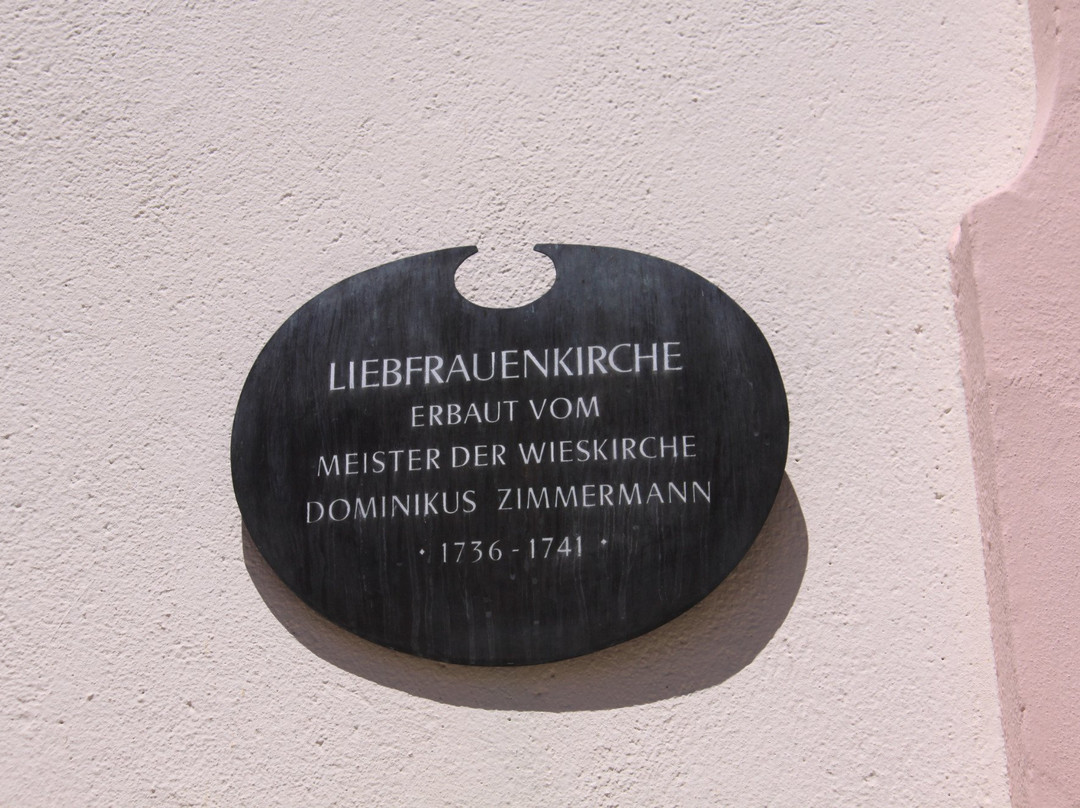 LIEBFRAUENKIRCHE
ERBAUT VOM
MEISTER DER WIESKIRCHE
DOMINIKUS ZIMMERMANN
· 1736 - 1741 ·